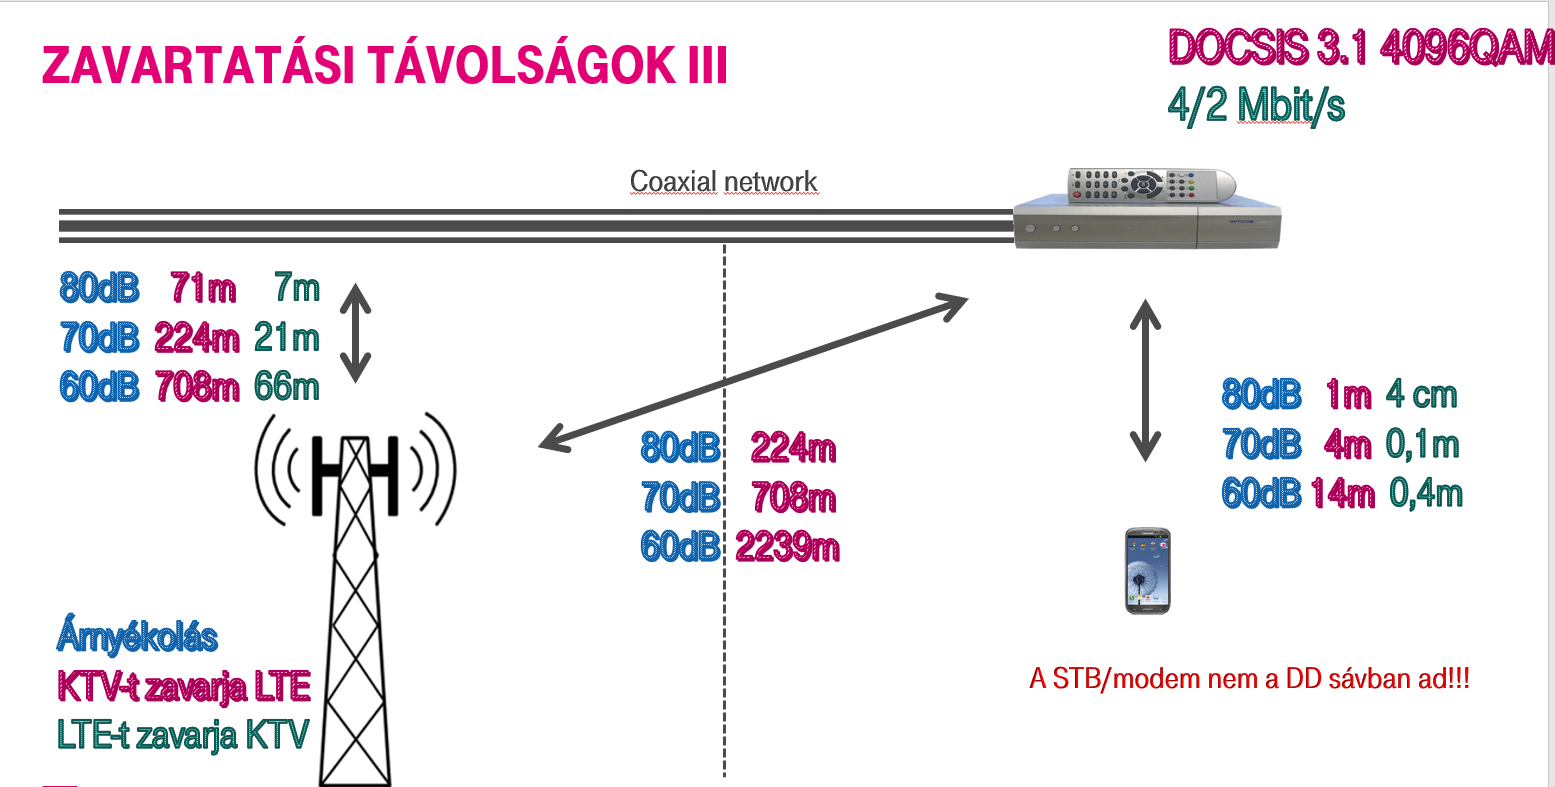 ZAVARTATÁSI TÁVOLSÁGOK III
DOCSIS 3.1 4096QAM
4/2 Mbit/s
Coaxial network
80dB 71m 7m
70dB 224m 21m
60dB 708m 66m
80dB 224m
70dB 708m
60dB 2239m
80dB 1m 4 cm
70dB 4m 0,1m
60dB 14m 0,4m
Árnyékolás
KTV-t zavarja LTE
LTE-t zavarja KTV
A STB/modem nem a DD sávban ad!!!